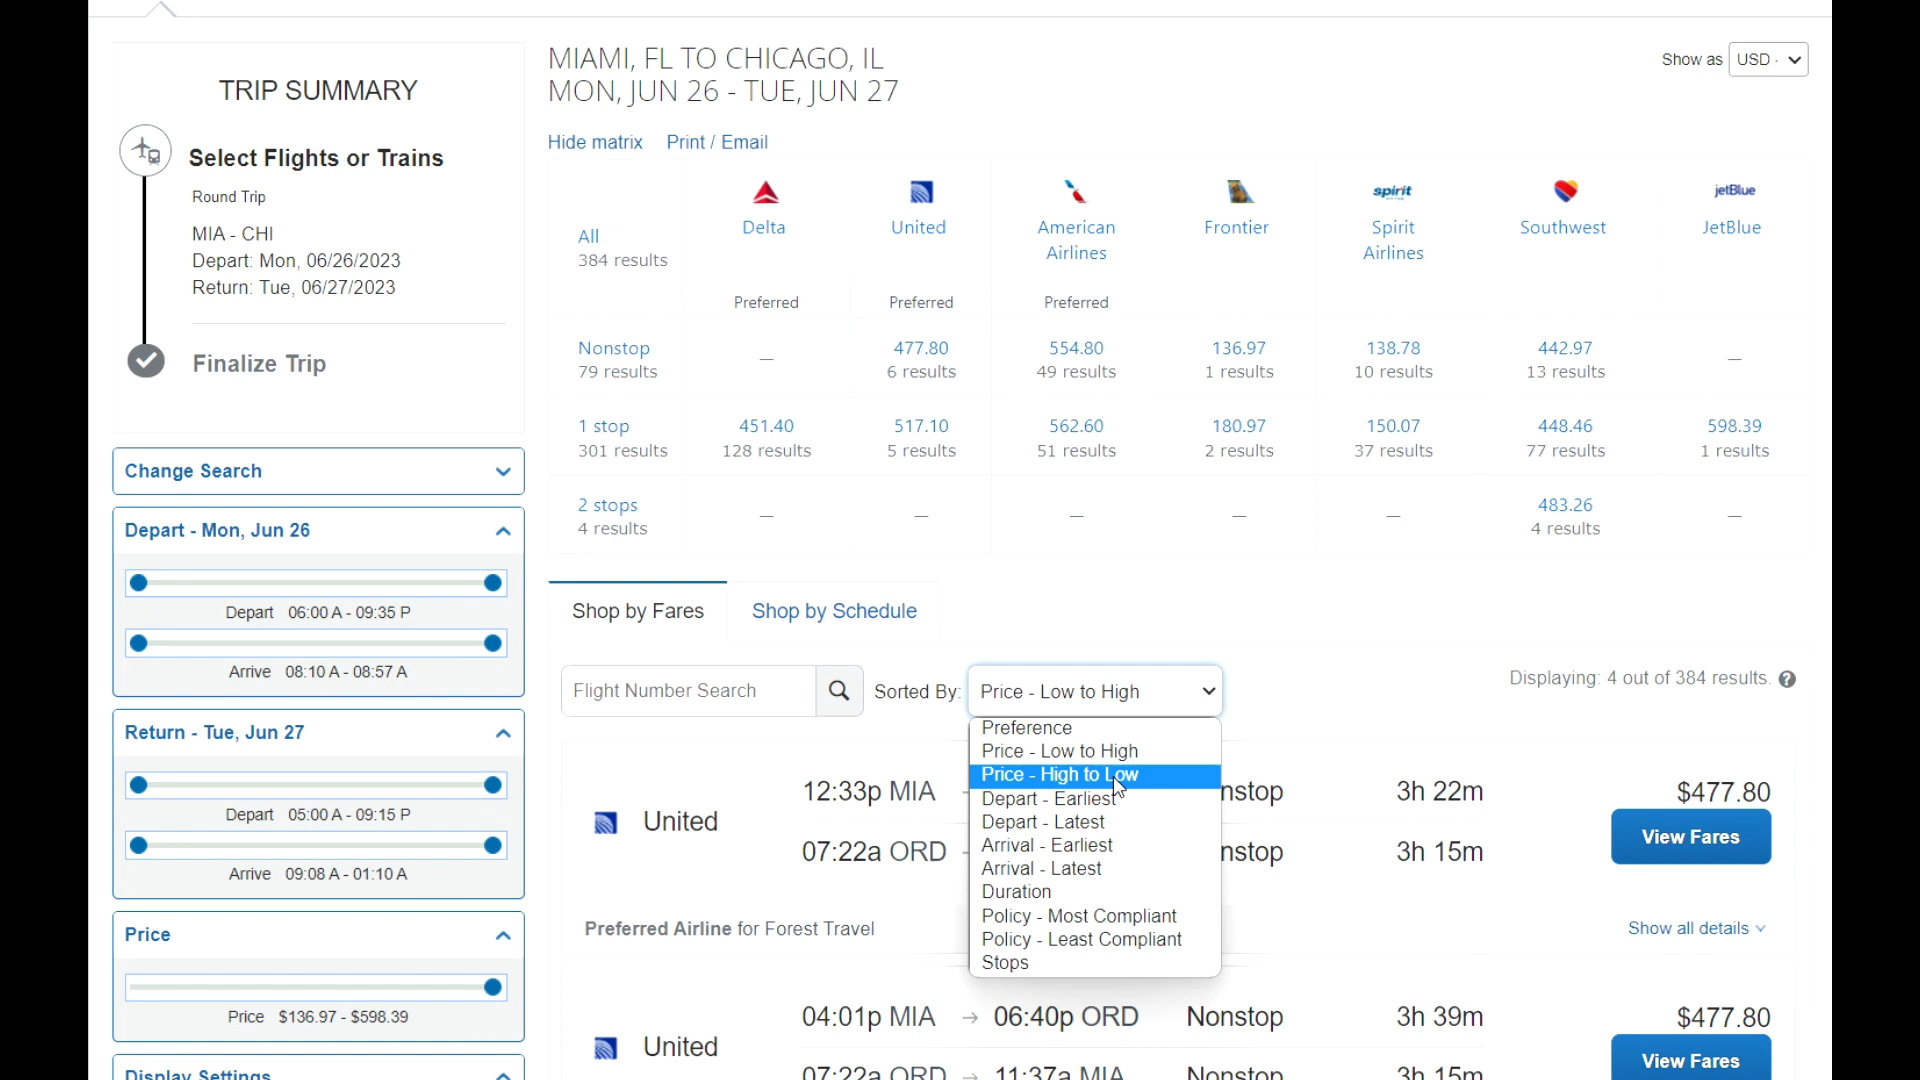 MIAMI, FL TO CHICAGO, IL
MON, JUN 26 - TUE, JUN 27
Show as USD ·
TRIP SUMMARY
Select Flights or Trains
Round Trip
MIA - CHI
Depart: Mon, 06/26/2023
Return: Tue, 06/27/2023
Finalize Trip
Hide matrix Print / Email
spirit jetBlue
All Delta United American Airlines Frontier Spirit Airlines Southwest JetBlue
384 results
Preferred Preferred Preferred
Nonstop — 477.80 554.80 136.97 138.78 442.97 —
79 results 6 results 49 results 1 results 10 results 13 results
1 stop 451.40 517.10 562.60 180.97 150.07 448.46 598.39
301 results 128 results 5 results 51 results 2 results 37 results 77 results 1 results
2 stops — — — — — 483.26 —
4 results 4 results
Change Search
Depart - Mon, Jun 26
Depart 06:00 A - 09:35 P
Arrive 08:10 A - 08:57 A
Return - Tue, Jun 27
Depart 05:00 A - 09:15 P
Arrive 09:08 A - 01:10 A
Price
Price $136.97 - $598.39
Display Settings
Shop by Fares Shop by Schedule
Flight Number Search Sorted By: Price - Low to High
Displaying: 4 out of 384 results. ?
Preference
Price - Low to High
Price - High to Low
Depart - Earliest
Depart - Latest
Arrival - Earliest
Arrival - Latest
Duration
Policy - Most Compliant
Policy - Least Compliant
Stops
United
12:33p MIA nstop 3h 22m $477.80
07:22a ORD nstop 3h 15m
View Fares
Preferred Airline for Forest Travel Show all details
United
04:01p MIA → 06:40p ORD Nonstop 3h 39m $477.80
07:22a ORD → 11:37a MIA Nonstop 3h 15m
View Fares